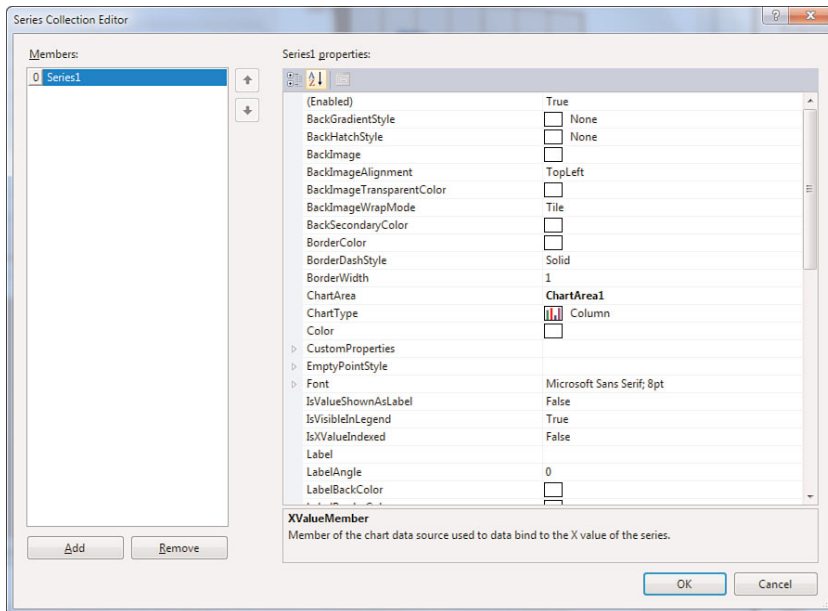 Series Collection Editor
Members:
0 Series1
Add Remove
Series1 properties:
(Enabled) True
BackGradientStyle None
BackHatchStyle None
BackImage
BackImageAlignment TopLeft
BackImageTransparentColor
BackImageWrapMode Tile
BackSecondaryColor
BorderColor
BorderDashStyle Solid
BorderWidth 1
ChartArea ChartArea1
ChartType Column
Color
CustomProperties
EmptyPointStyle
Font Microsoft Sans Serif; 8pt
IsValueShownAsLabel False
IsVisibleInLegend True
IsXValueIndexed False
Label
LabelAngle 0
LabelBackColor
XValueMember
Member of the chart data source used to data bind to the X value of the series.
OK Cancel